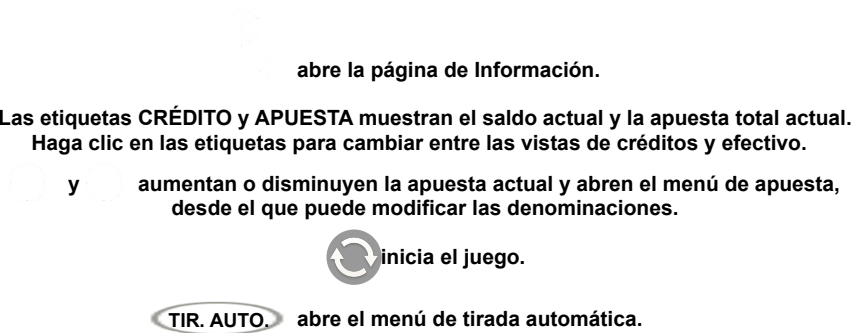 abre la página de Información.
Las etiquetas CRÉDITO y APUESTA muestran el saldo actual y la apuesta total actual.
Haga clic en las etiquetas para cambiar entre las vistas de créditos y efectivo.
y aumentan o disminuyen la apuesta actual y abren el menú de apuesta,
desde el que puede modificar las denominaciones.
inicia el juego.
TIR. AUTO. abre el menú de tirada automática.